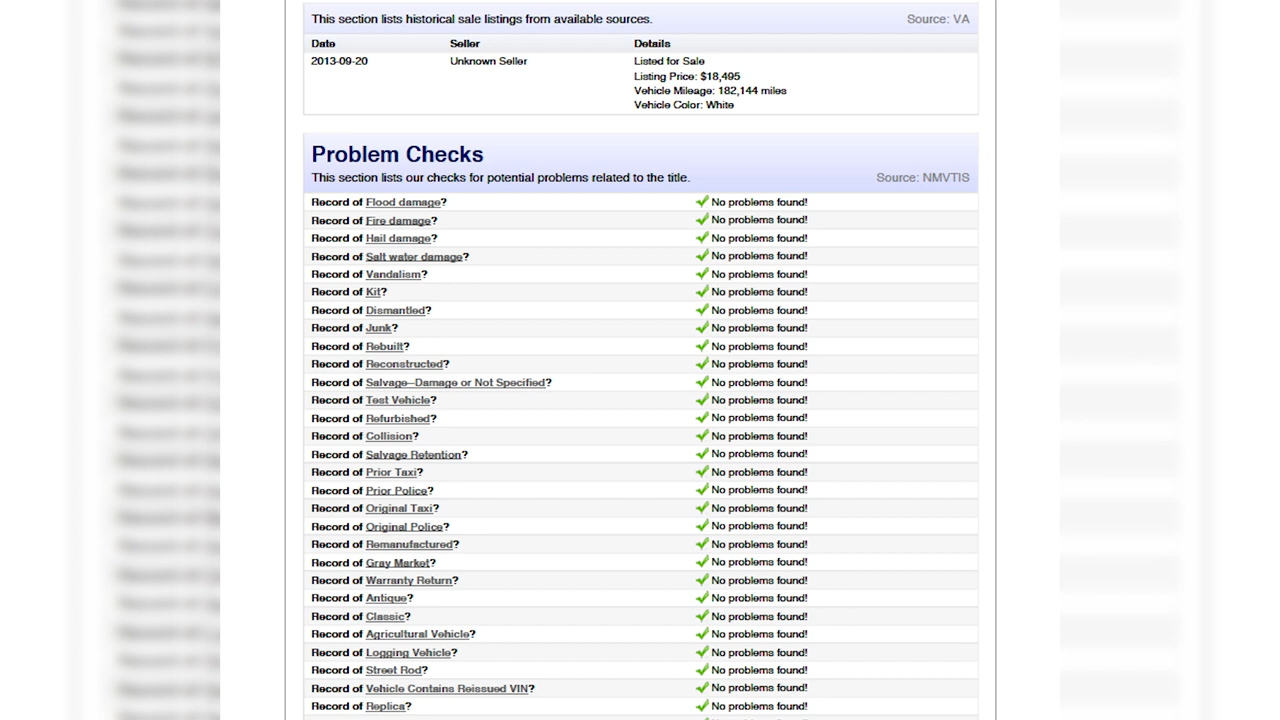 This section lists historical sale listings from available sources. Source: VA
Date Seller Details
2013-09-20 Unknown Seller Listed for Sale
Listing Price: $18,495
Vehicle Mileage: 182,144 miles
Vehicle Color: White
Problem Checks
This section lists our checks for potential problems related to the title. Source: NMVTIS
Record of Flood damage? No problems found!
Record of Fire damage? No problems found!
Record of Hail damage? No problems found!
Record of Salt water damage? No problems found!
Record of Vandalism? No problems found!
Record of Kit? No problems found!
Record of Dismantled? No problems found!
Record of Junk? No problems found!
Record of Rebuilt? No problems found!
Record of Reconstructed? No problems found!
Record of Salvage–Damage or Not Specified? No problems found!
Record of Test Vehicle? No problems found!
Record of Refurbished? No problems found!
Record of Collision? No problems found!
Record of Salvage Retention? No problems found!
Record of Prior Taxi? No problems found!
Record of Prior Police? No problems found!
Record of Original Taxi? No problems found!
Record of Original Police? No problems found!
Record of Remanufactured? No problems found!
Record of Gray Market? No problems found!
Record of Warranty Return? No problems found!
Record of Antique? No problems found!
Record of Classic? No problems found!
Record of Agricultural Vehicle? No problems found!
Record of Logging Vehicle? No problems found!
Record of Street Rod? No problems found!
Record of Vehicle Contains Reissued VIN? No problems found!
Record of Replica? No problems found!